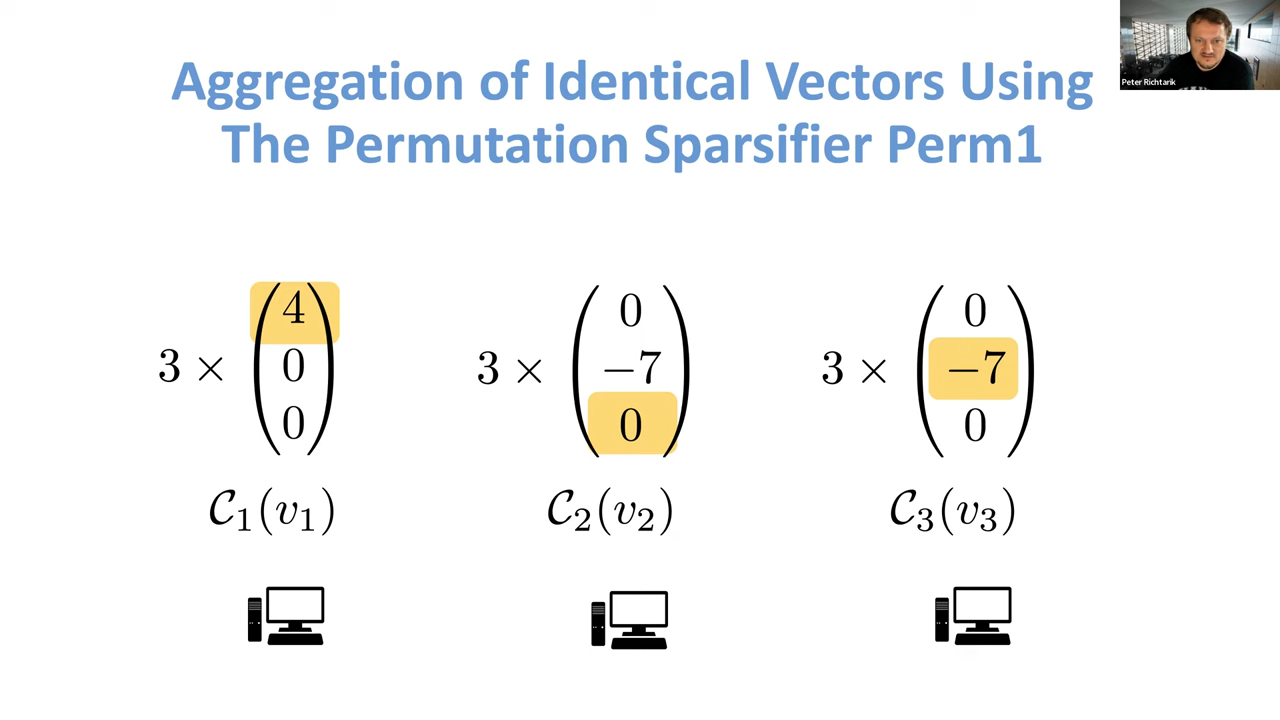 Aggregation of Identical Vectors Using
The Permutation Sparsifier Perm1
Peter Richtarik
3 × (4 0 0)
3 × (0 −7 0)
3 × (0 −7 0)
𝒞₁(v₁)
𝒞₂(v₂)
𝒞₃(v₃)